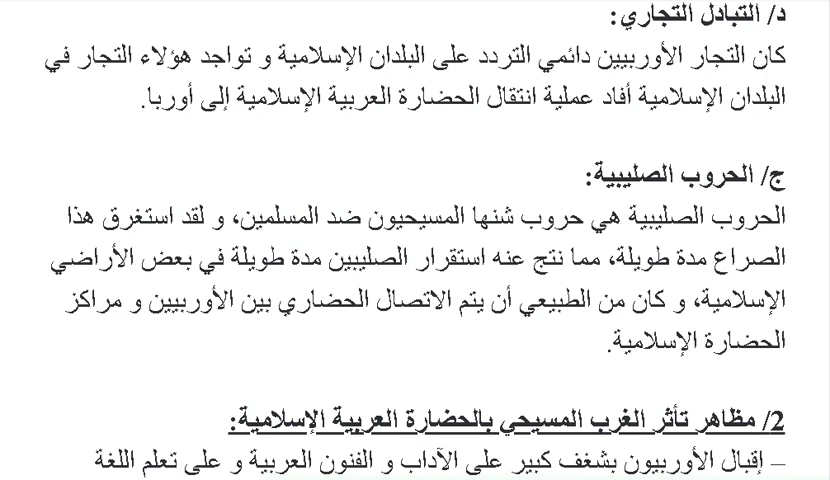 د/ التبادل التجاري:
كان التجار الأوربيين دائمي التردد على البلدان الإسلامية و تواجد هؤلاء التجار في
البلدان الإسلامية أفاد عملية انتقال الحضارة العربية الإسلامية إلى أوربا.
ج/ الحروب الصليبية:
الحروب الصليبية هي حروب شنها المسيحيون ضد المسلمين، و لقد استغرق هذا
الصراع مدة طويلة، مما نتج عنه استقرار الصليبين مدة طويلة في بعض الأراضي
الإسلامية، و كان من الطبيعي أن يتم الاتصال الحضاري بين الأوربيين و مراكز
الحضارة الإسلامية.
2/ مظاهر تأثر الغرب المسيحي بالحضارة العربية الإسلامية:
– إقبال الأوربيون بشغف كبير على الآداب و الفنون العربية و على تعلم اللغة